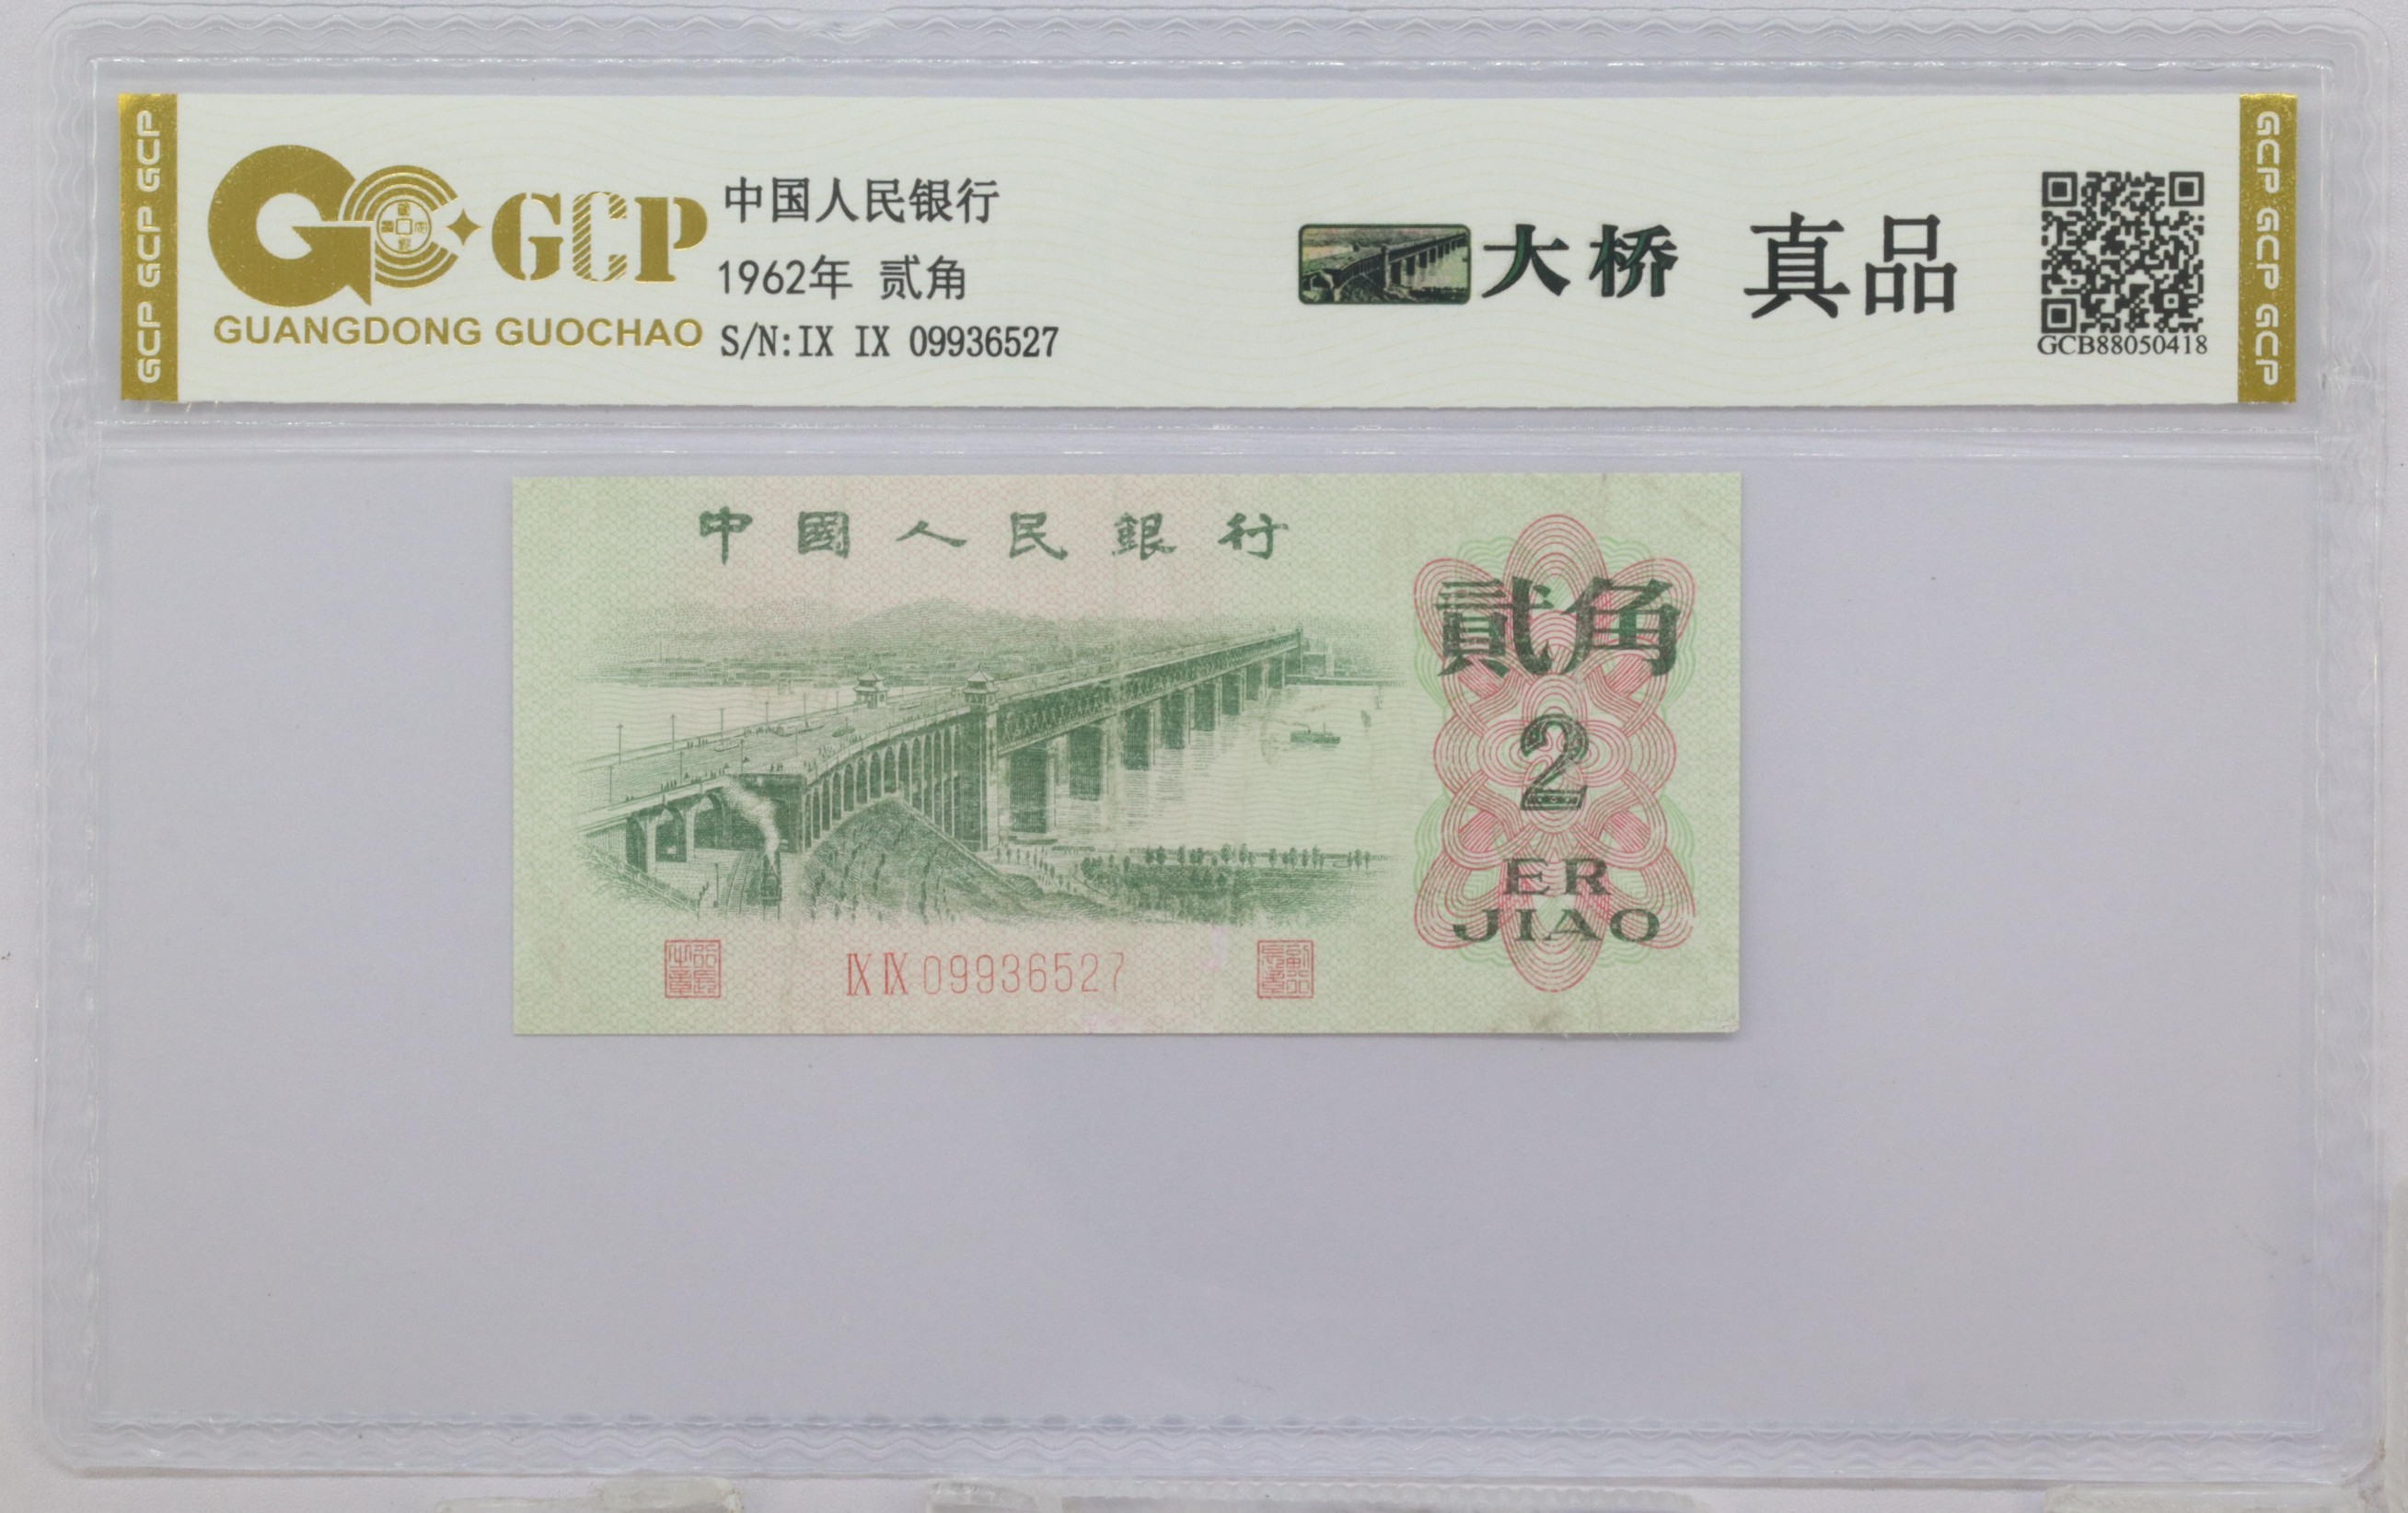 GCP GCP GCP
GCP
GUANGDONG GUOCHAO
中国人民银行
1962年 贰角
S/N:IX IX 09936527
大桥 真品
GCB88050418
GCP GCP GCP
中國人民銀行
貳角
2
ER
JIAO
IX IX 09936527